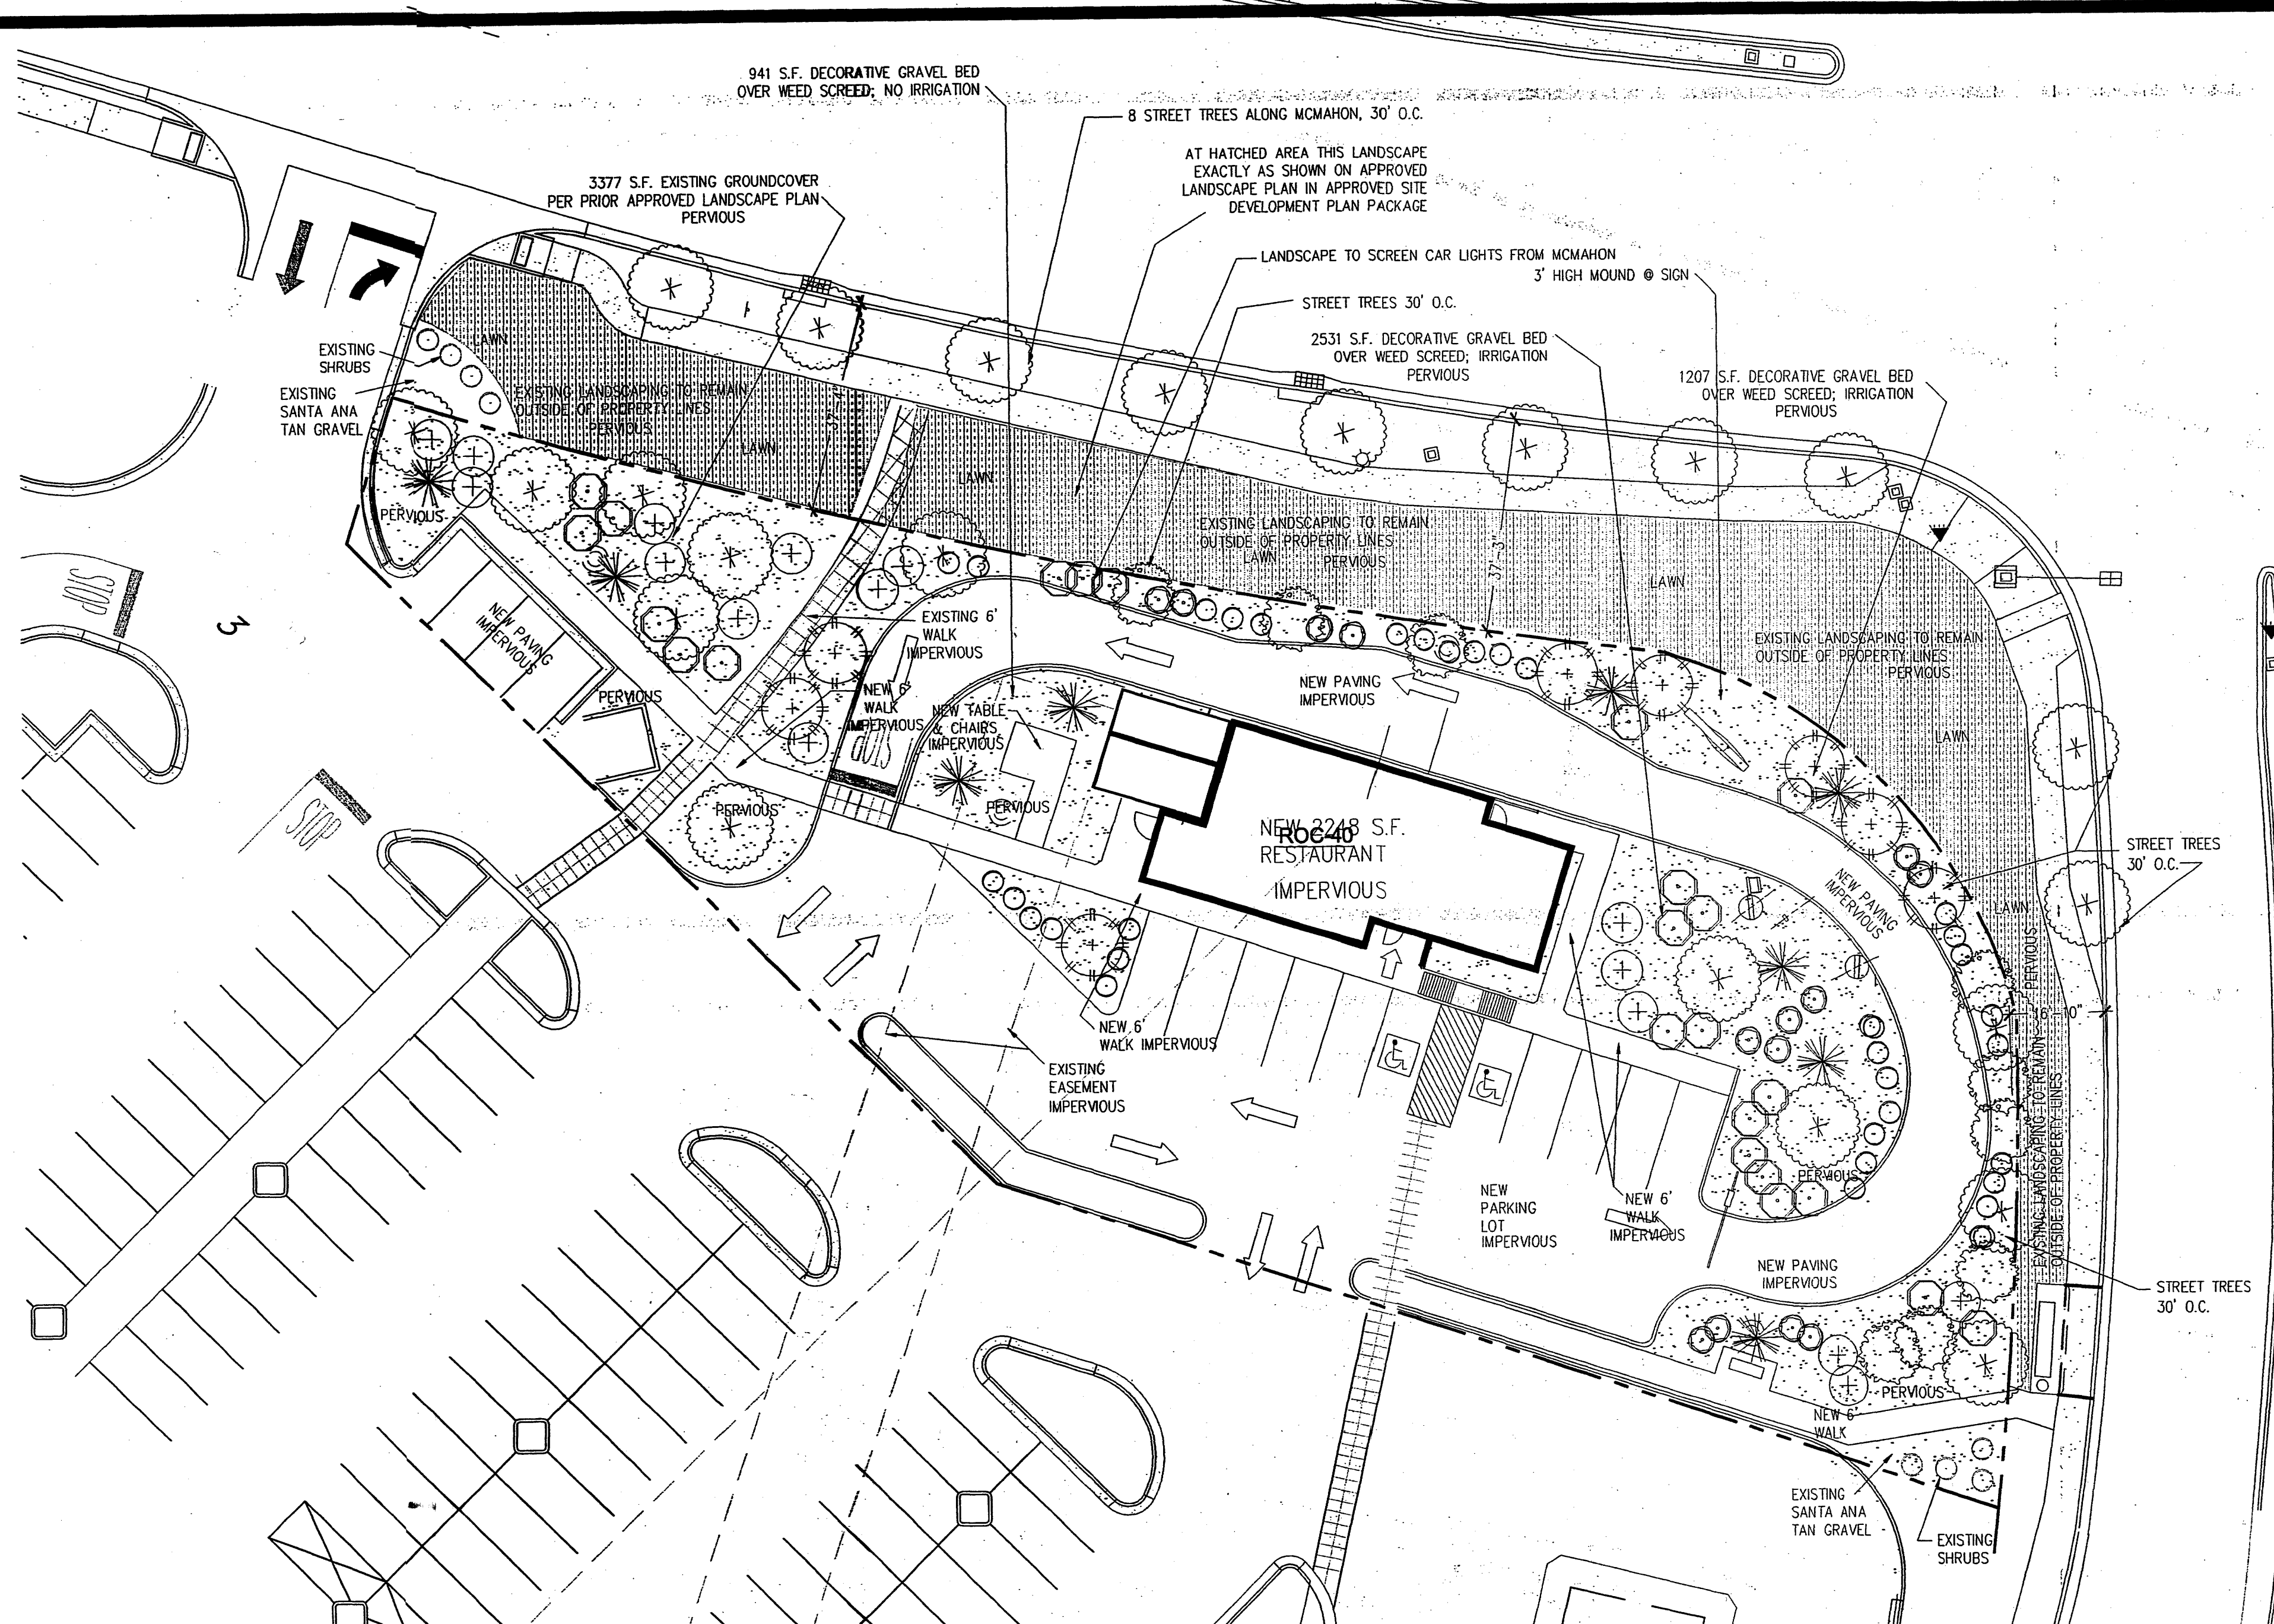 941 S.F. DECORATIVE GRAVEL BED
OVER WEED SCREED; NO IRRIGATION
8 STREET TREES ALONG MCMAHON, 30' O.C.
AT HATCHED AREA THIS LANDSCAPE
EXACTLY AS SHOWN ON APPROVED
LANDSCAPE PLAN IN APPROVED SITE
DEVELOPMENT PLAN PACKAGE
3377 S.F. EXISTING GROUNDCOVER
PER PRIOR APPROVED LANDSCAPE PLAN
PERVIOUS
LANDSCAPE TO SCREEN CAR LIGHTS FROM MCMAHON
3' HIGH MOUND @ SIGN
STREET TREES 30' O.C.
2531 S.F. DECORATIVE GRAVEL BED
OVER WEED SCREED; IRRIGATION
PERVIOUS
1207 S.F. DECORATIVE GRAVEL BED
OVER WEED SCREED; IRRIGATION
PERVIOUS
EXISTING
SHRUBS
LAWN
EXISTING
SANTA ANA
TAN GRAVEL
EXISTING LANDSCAPING TO REMAIN
OUTSIDE OF PROPERTY LINES
PERVIOUS
LAWN
LAWN
PERVIOUS
EXISTING LANDSCAPING TO REMAIN
OUTSIDE OF PROPERTY LINES
LAWN
PERVIOUS
37'-3"
LAWN
STOP
3
NEW PAVING
IMPERVIOUS
EXISTING 6'
WALK
IMPERVIOUS
EXISTING LANDSCAPING TO REMAIN
OUTSIDE OF PROPERTY LINES
PERVIOUS
PERVIOUS
NEW 6'
WALK
IMPERVIOUS
NEW TABLE
& CHAIRS
IMPERVIOUS
NEW PAVING
IMPERVIOUS
LAWN
STOP
PERVIOUS
PERVIOUS
STOP
NEW 2248 S.F.
ROC-40
RESTAURANT
IMPERVIOUS
STREET TREES
30' O.C.
NEW PAVING
IMPERVIOUS
LAWN
PERVIOUS
16'-10"
NEW 6'
WALK IMPERVIOUS
EXISTING
EASEMENT
IMPERVIOUS
EXISTING LANDSCAPING TO REMAIN
OUTSIDE OF PROPERTY LINES
PERVIOUS
NEW
PARKING
LOT
IMPERVIOUS
NEW 6'
WALK
IMPERVIOUS
NEW PAVING
IMPERVIOUS
STREET TREES
30' O.C.
PERVIOUS
NEW 6'
WALK
EXISTING
SANTA ANA
TAN GRAVEL
EXISTING
SHRUBS